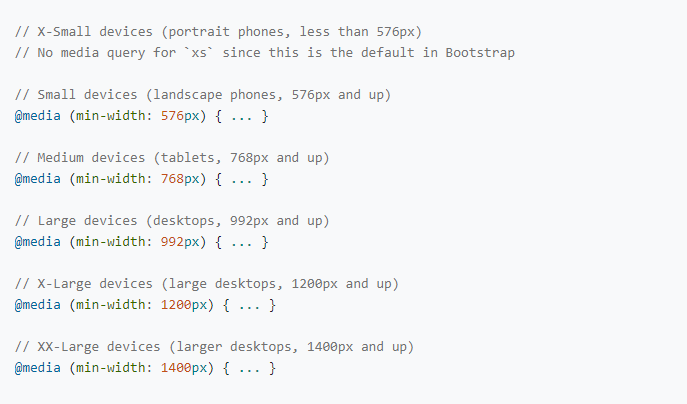 // X-Small devices (portrait phones, less than 576px)
// No media query for `xs` since this is the default in Bootstrap
// Small devices (landscape phones, 576px and up)
@media (min-width: 576px) { ... }
// Medium devices (tablets, 768px and up)
@media (min-width: 768px) { ... }
// Large devices (desktops, 992px and up)
@media (min-width: 992px) { ... }
// X-Large devices (large desktops, 1200px and up)
@media (min-width: 1200px) { ... }
// XX-Large devices (larger desktops, 1400px and up)
@media (min-width: 1400px) { ... }